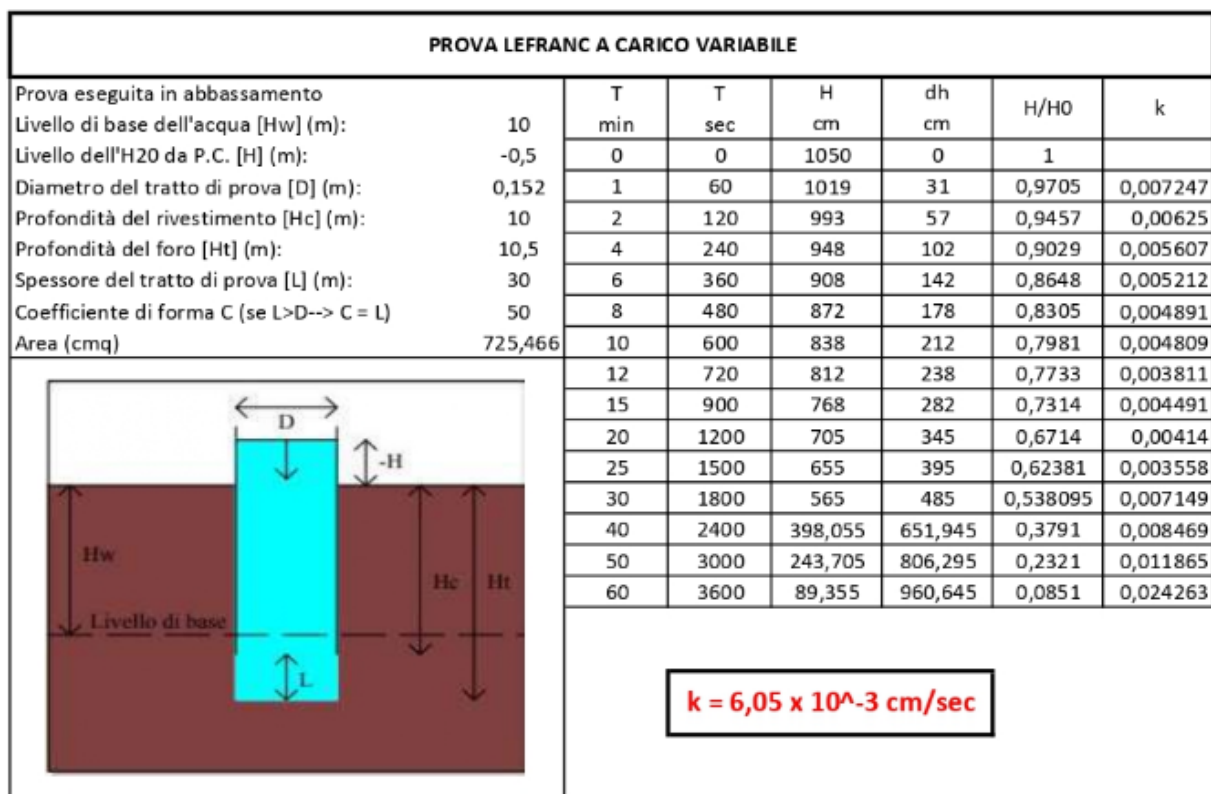 PROVA LEFRANC A CARICO VARIABILE
Prova eseguita in abbassamento
Livello di base dell'acqua [Hw] (m): 10
Livello dell'H20 da P.C. [H] (m): -0,5
Diametro del tratto di prova [D] (m): 0,152
Profondità del rivestimento [Hc] (m): 10
Profondità del foro [Ht] (m): 10,5
Spessore del tratto di prova [L] (m): 30
Coefficiente di forma C (se L>D--> C = L) 50
Area (cmq) 725,466
T T H dh H/H0 k
min sec cm cm
0 0 1050 0 1
1 60 1019 31 0,9705 0,007247
2 120 993 57 0,9457 0,00625
4 240 948 102 0,9029 0,005607
6 360 908 142 0,8648 0,005212
8 480 872 178 0,8305 0,004891
10 600 838 212 0,7981 0,004809
12 720 812 238 0,7733 0,003811
15 900 768 282 0,7314 0,004491
20 1200 705 345 0,6714 0,00414
25 1500 655 395 0,62381 0,003558
30 1800 565 485 0,538095 0,007149
40 2400 398,055 651,945 0,3791 0,008469
50 3000 243,705 806,295 0,2321 0,011865
60 3600 89,355 960,645 0,0851 0,024263
D
-H
Hw
Hc
Ht
Livello di base
L
k = 6,05 x 10^-3 cm/sec